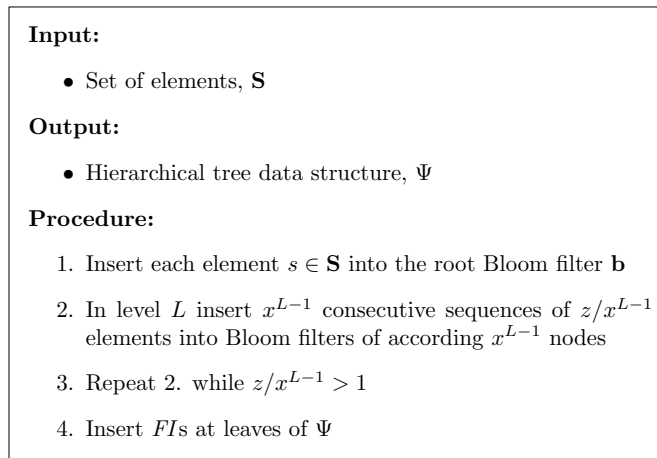 Input:
• Set of elements, S
Output:
• Hierarchical tree data structure, Ψ
Procedure:
1. Insert each element s ∈ S into the root Bloom filter b
2. In level L insert x^{L−1} consecutive sequences of z/x^{L−1}
elements into Bloom filters of according x^{L−1} nodes
3. Repeat 2. while z/x^{L−1} > 1
4. Insert FIs at leaves of Ψ